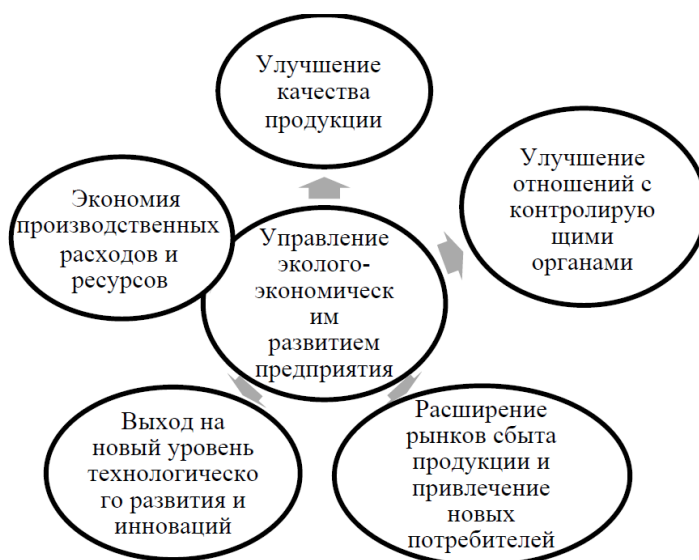 Улучшение
качества
продукции
Улучшение
отношений с
контролирую
щими
органами
Экономия
производственных
расходов и
ресурсов
Управление
эколого-
экономическ
им
развитием
предприятия
Выход на
новый уровень
технологическо
го развития и
инноваций
Расширение
рынков сбыта
продукции и
привлечение
новых
потребителей